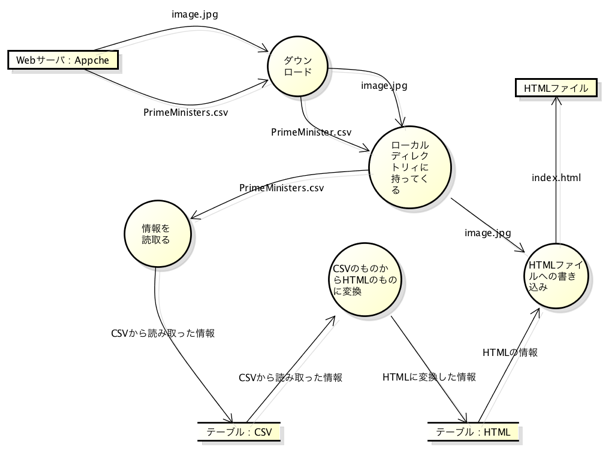 image.jpg
Webサーバ：Appche
ダウン
ロード
image.jpg
HTMLファイル
PrimeMinisters.csv
PrimeMinister.csv
ローカル
ディレク
トリィに
持ってく
る
index.html
PrimeMinisters.csv
情報を
読取る
image.jpg
CSVのものか
らHTMLのもの
に変換
HTMLファイ
ルへの書き
込み
CSVから読み取った情報
HTMLの情報
CSVから読み取った情報
HTMLに変換した情報
テーブル：CSV
テーブル：HTML